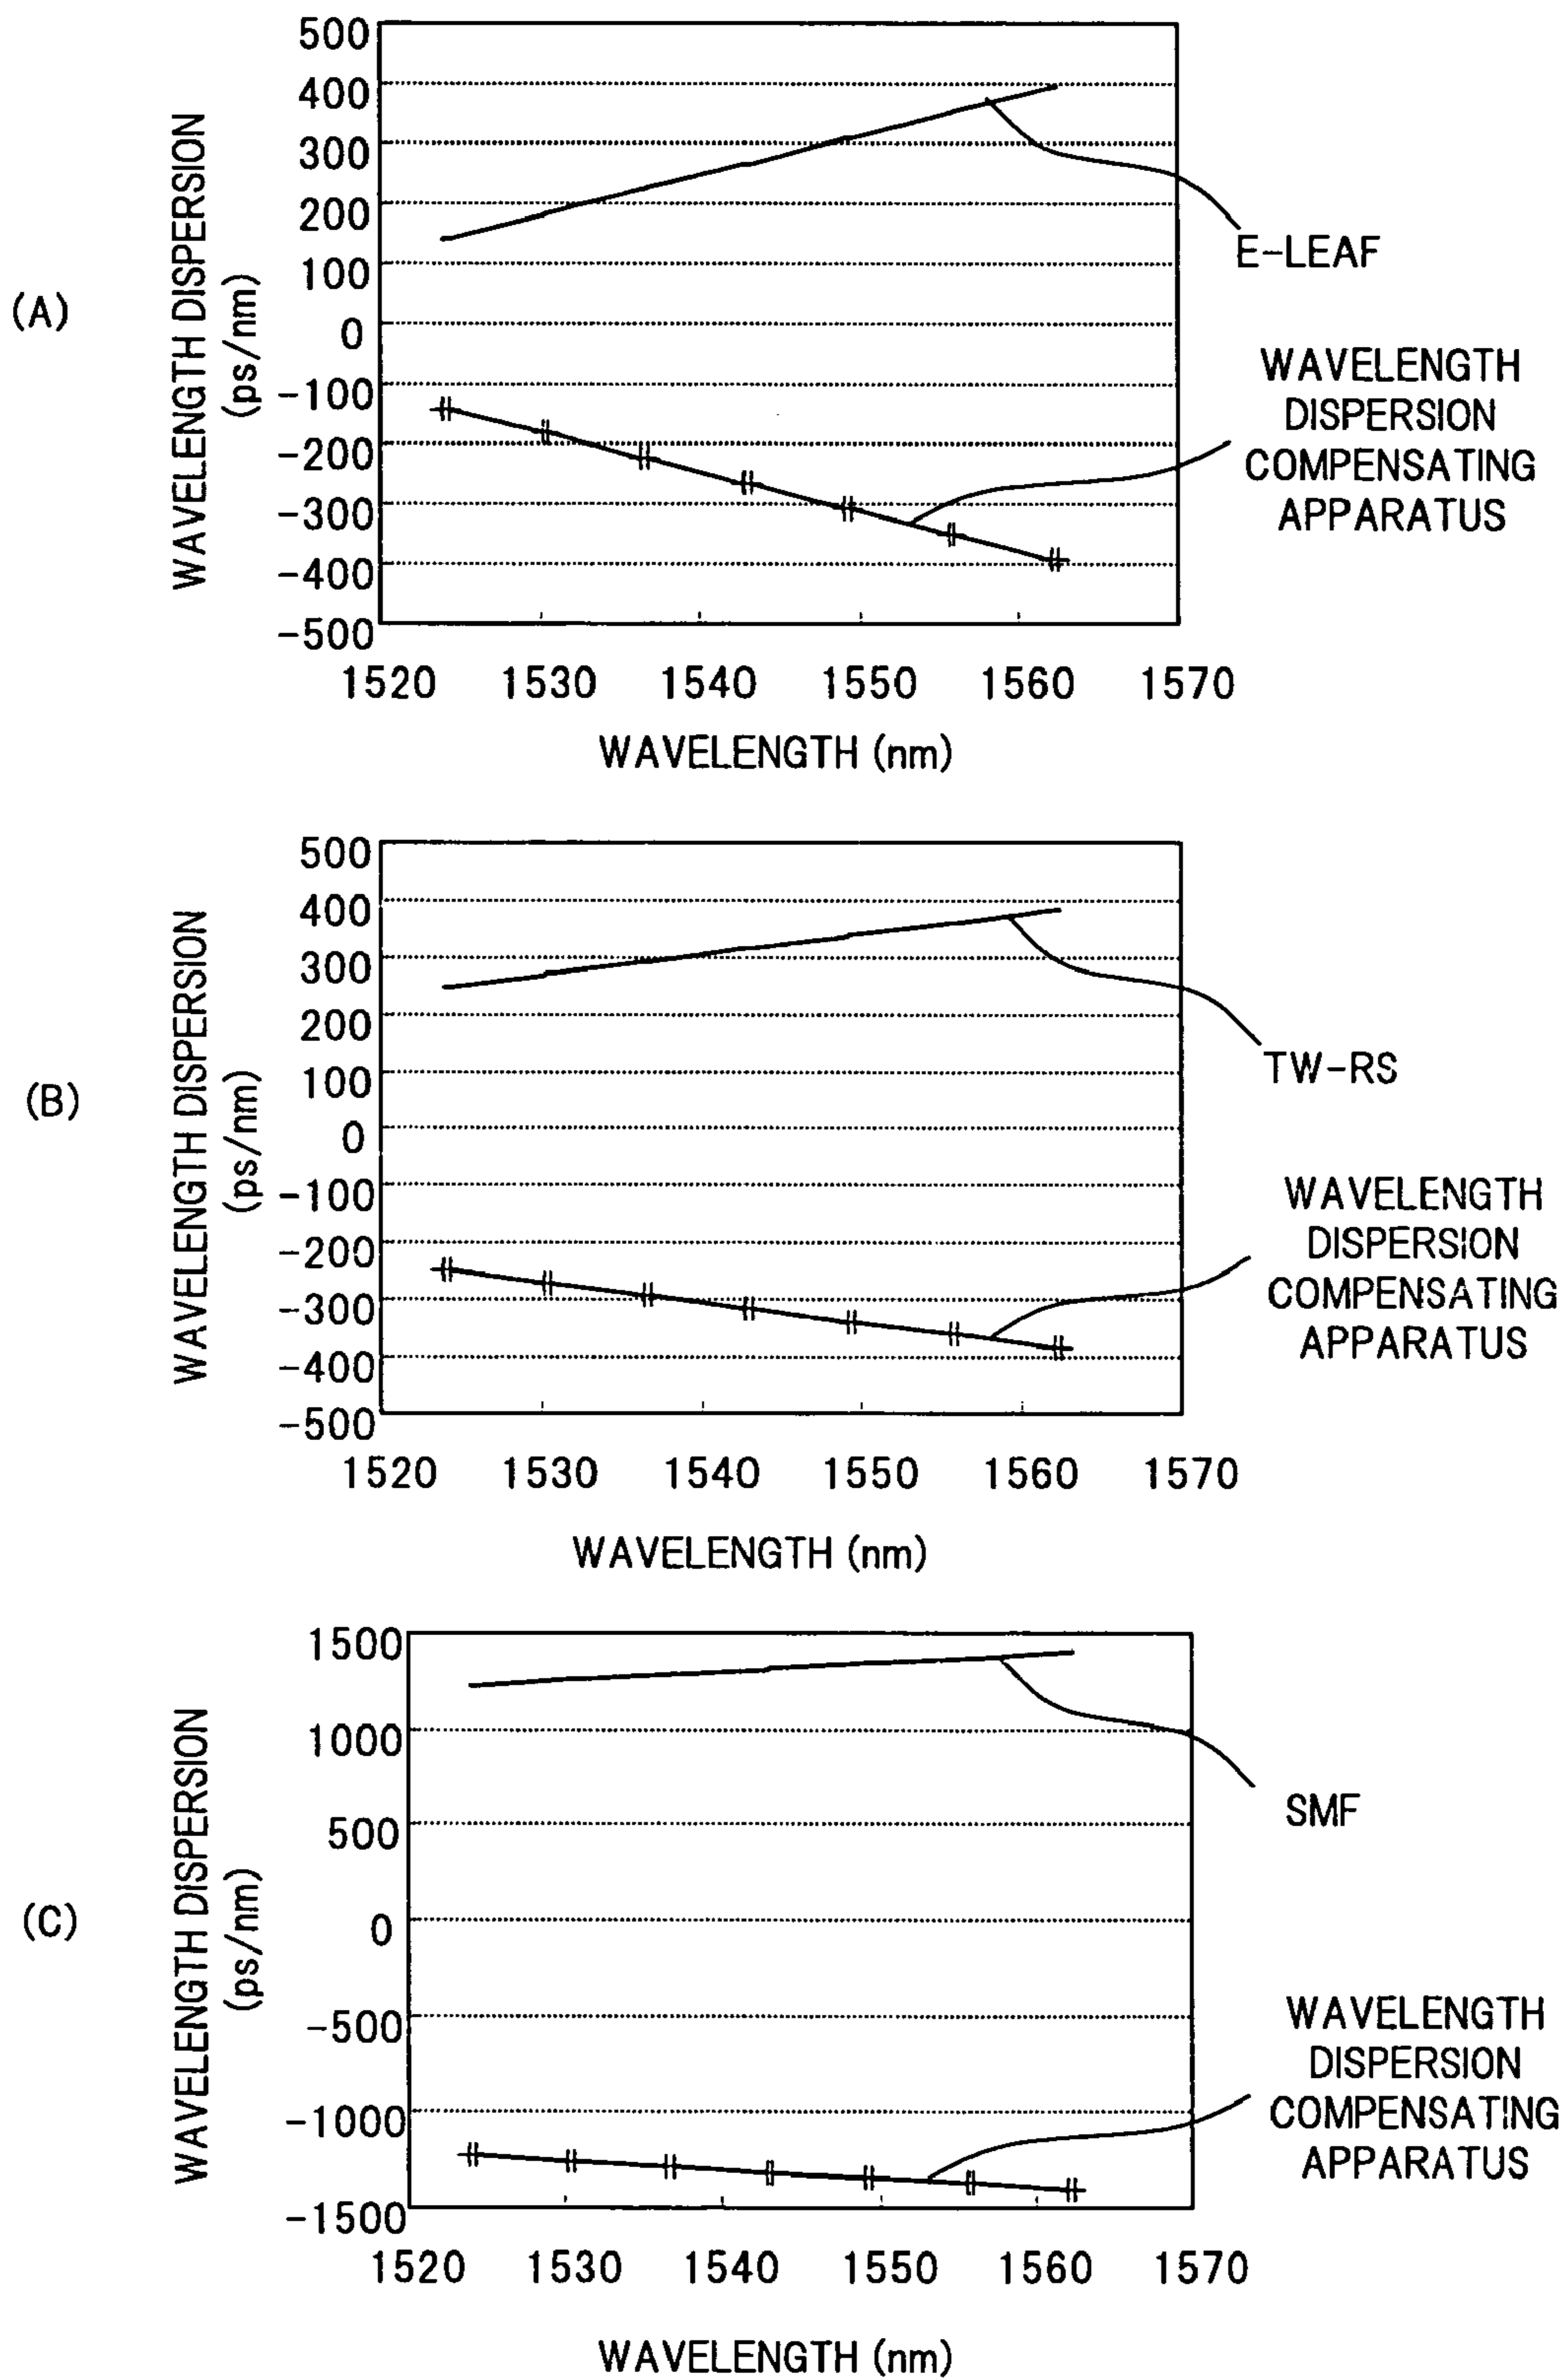 (A)
WAVELENGTH DISPERSION
(ps/nm)
500
400
300
200
100
0
-100
-200
-300
-400
-500
1520 1530 1540 1550 1560 1570
WAVELENGTH (nm)
E-LEAF
WAVELENGTH
DISPERSION
COMPENSATING
APPARATUS
(B)
WAVELENGTH DISPERSION
(ps/nm)
500
400
300
200
100
0
-100
-200
-300
-400
-500
1520 1530 1540 1550 1560 1570
WAVELENGTH (nm)
TW-RS
WAVELENGTH
DISPERSION
COMPENSATING
APPARATUS
(C)
WAVELENGTH DISPERSION
(ps/nm)
1500
1000
500
0
-500
-1000
-1500
1520 1530 1540 1550 1560 1570
WAVELENGTH (nm)
SMF
WAVELENGTH
DISPERSION
COMPENSATING
APPARATUS